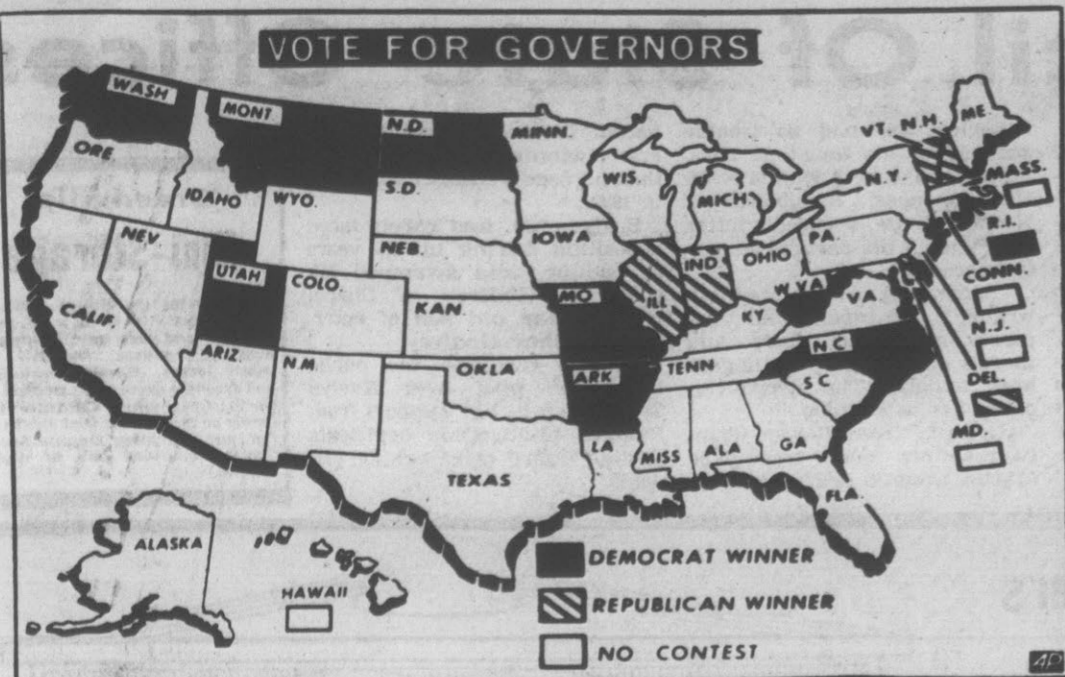 VOTE FOR GOVERNORS
WASH
MONT.
N.D.
MINN.
VT.
N.H.
ME.
ORE.
IDAHO
WYO.
S.D.
WIS.
MICH.
N.Y.
MASS.
NEV.
UTAH
COLO.
NEB.
IOWA
ILL
IND
OHIO
PA.
R.I.
CALIF.
ARIZ.
N.M.
KAN.
MO
KY.
W.VA
VA.
CONN.
OKLA
ARK
TENN
N C
S C
N.J.
TEXAS
LA
MISS
ALA
GA
FLA.
DEL.
MD.
ALASKA
HAWAII
DEMOCRAT WINNER
REPUBLICAN WINNER
NO CONTEST
AP